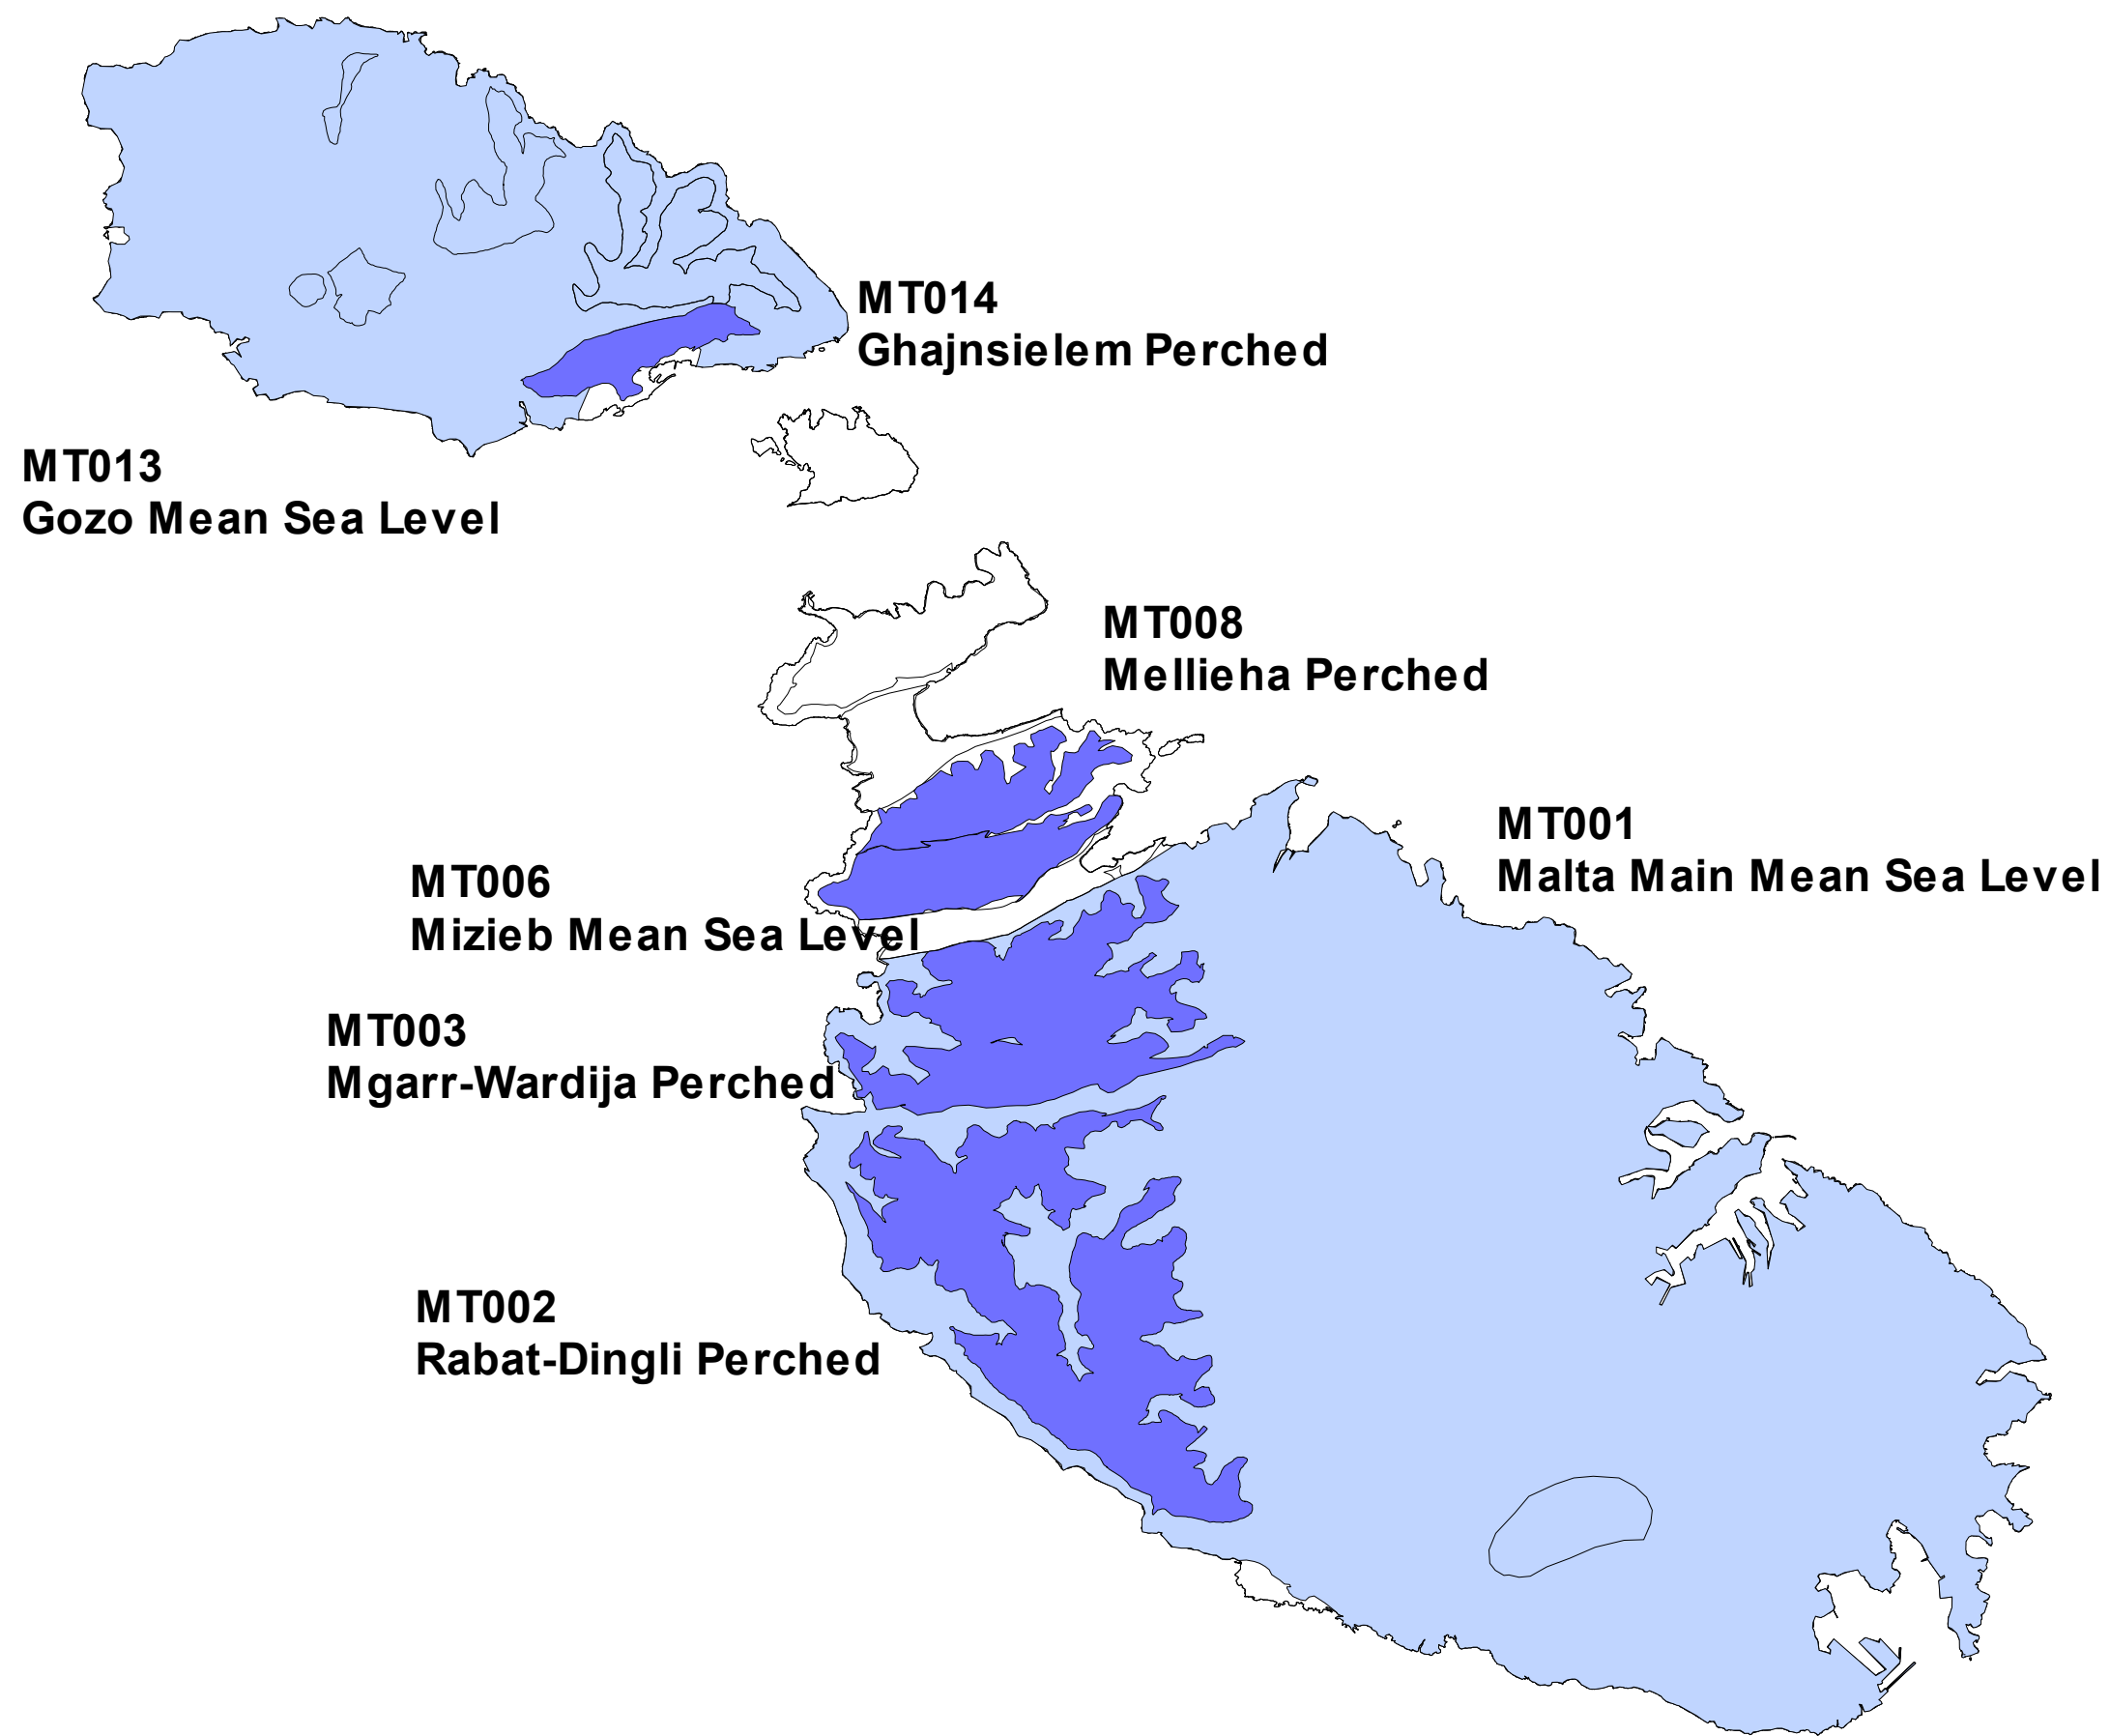 MT014
Ghajnsielem Perched
MT013
Gozo Mean Sea Level
MT008
Mellieha Perched
MT001
Malta Main Mean Sea Level
MT006
Mizieb Mean Sea Level
MT003
Mgarr-Wardija Perched
MT002
Rabat-Dingli Perched